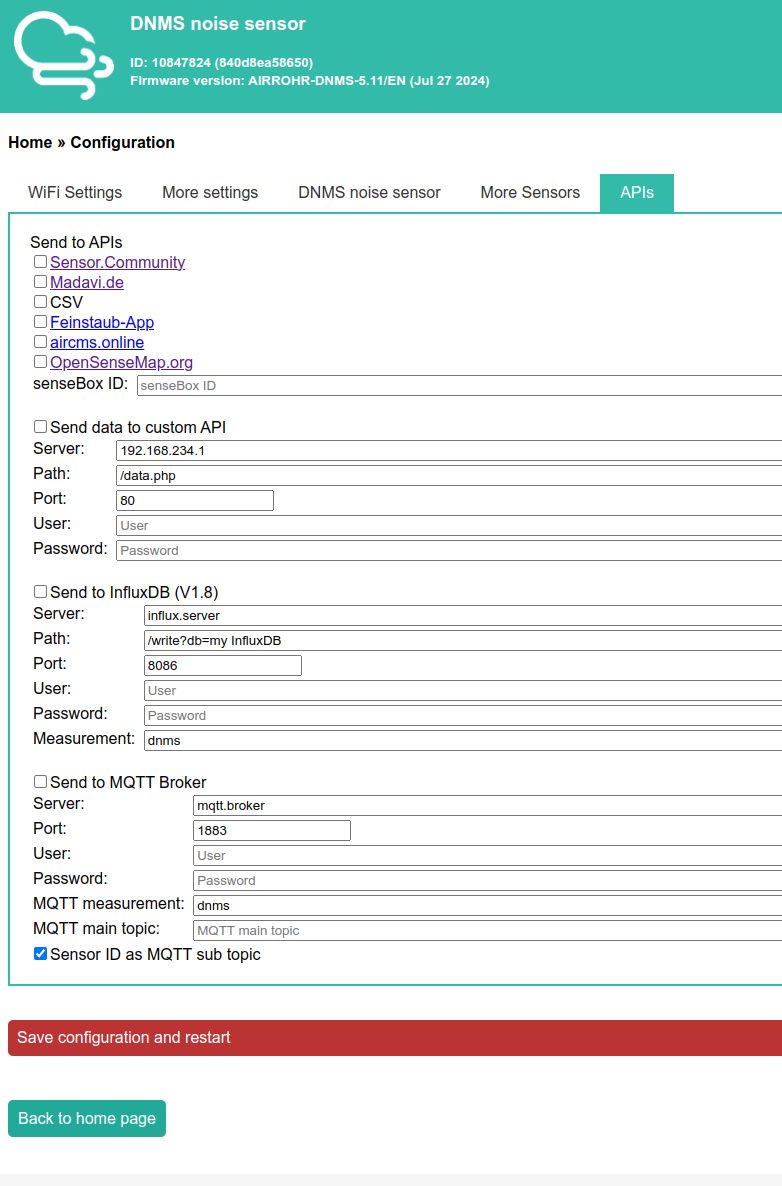 DNMS noise sensor
ID: 10847824 (840d8ea58650)
Firmware version: AIRROHR-DNMS-5.11/EN (Jul 27 2024)
Home » Configuration
WiFi Settings More settings DNMS noise sensor More Sensors APIs
Send to APIs
Sensor.Community
Madavi.de
CSV
Feinstaub-App
aircms.online
OpenSenseMap.org
senseBox ID: senseBox ID
Send data to custom API
Server: 192.168.234.1
Path: /data.php
Port: 80
User: User
Password: Password
Send to InfluxDB (V1.8)
Server: influx.server
Path: /write?db=my InfluxDB
Port: 8086
User: User
Password: Password
Measurement: dnms
Send to MQTT Broker
Server: mqtt.broker
Port: 1883
User: User
Password: Password
MQTT measurement: dnms
MQTT main topic: MQTT main topic
Sensor ID as MQTT sub topic
Save configuration and restart
Back to home page